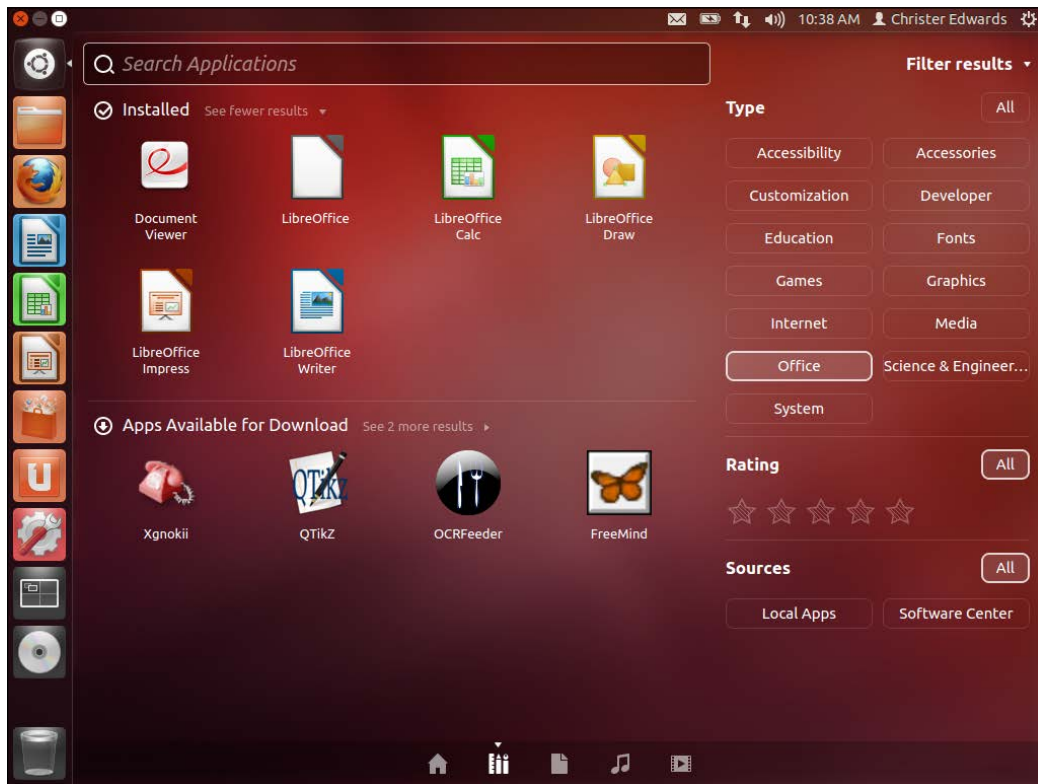 10:38 AM Christer Edwards
Search Applications
Filter results
Installed See fewer results
Document
Viewer
LibreOffice
LibreOffice
Calc
LibreOffice
Draw
LibreOffice
Impress
LibreOffice
Writer
Apps Available for Download See 2 more results
Xgnokii
QTikz
QTikZ
OCRFeeder
FreeMind
Type All
Accessibility Accessories
Customization Developer
Education Fonts
Games Graphics
Internet Media
Office Science & Engineer...
System
Rating All
Sources All
Local Apps Software Center